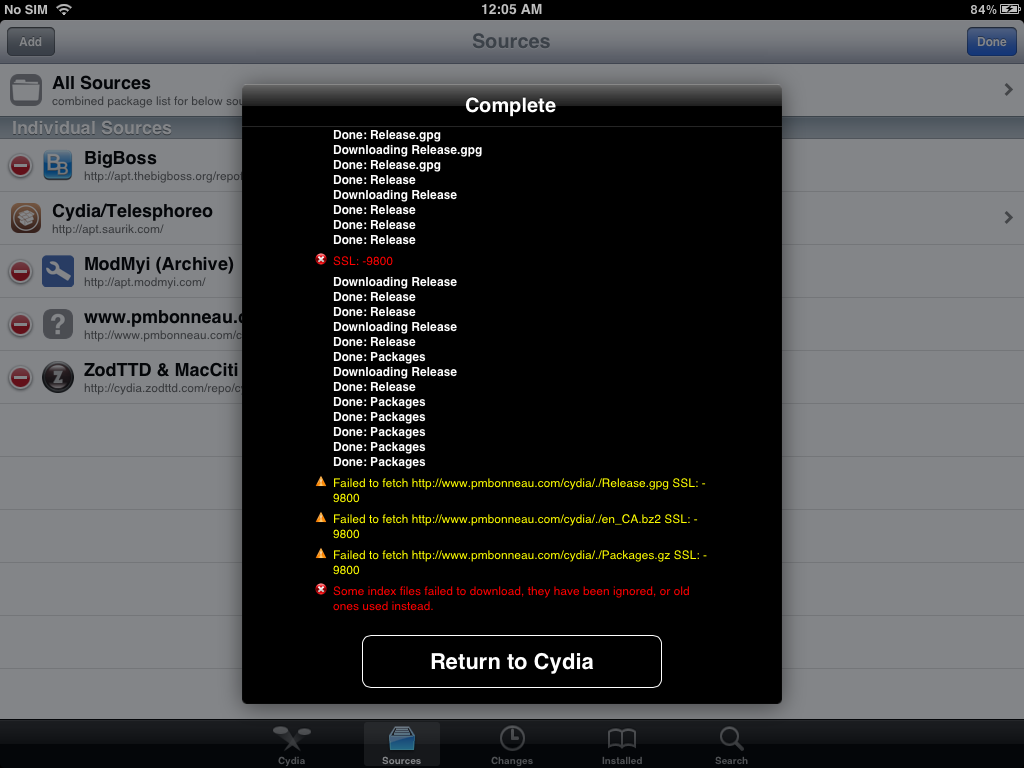 No SIM 12:05 AM 84%
Add Sources Done
All Sources
combined package list for below sou
Individual Sources
BigBoss
http://apt.thebigboss.org/repof
Cydia/Telesphoreo
http://apt.saurik.com/
ModMyi (Archive)
http://apt.modmyi.com/
?
www.pmbonneau.c
http://www.pmbonneau.com/c
Z
ZodTTD & MacCiti
http://cydia.zodttd.com/repo/cy
Complete
Done: Release.gpg
Downloading Release.gpg
Done: Release.gpg
Done: Release
Downloading Release
Done: Release
Done: Release
Done: Release
SSL: -9800
Downloading Release
Done: Release
Done: Release
Downloading Release
Done: Release
Done: Packages
Downloading Release
Done: Release
Done: Packages
Done: Packages
Done: Packages
Done: Packages
Done: Packages
Failed to fetch http://www.pmbonneau.com/cydia/./Release.gpg SSL: -
9800
Failed to fetch http://www.pmbonneau.com/cydia/./en_CA.bz2 SSL: -
9800
Failed to fetch http://www.pmbonneau.com/cydia/./Packages.gz SSL: -
9800
Some index files failed to download, they have been ignored, or old
ones used instead.
Return to Cydia
Cydia Sources Changes Installed Search